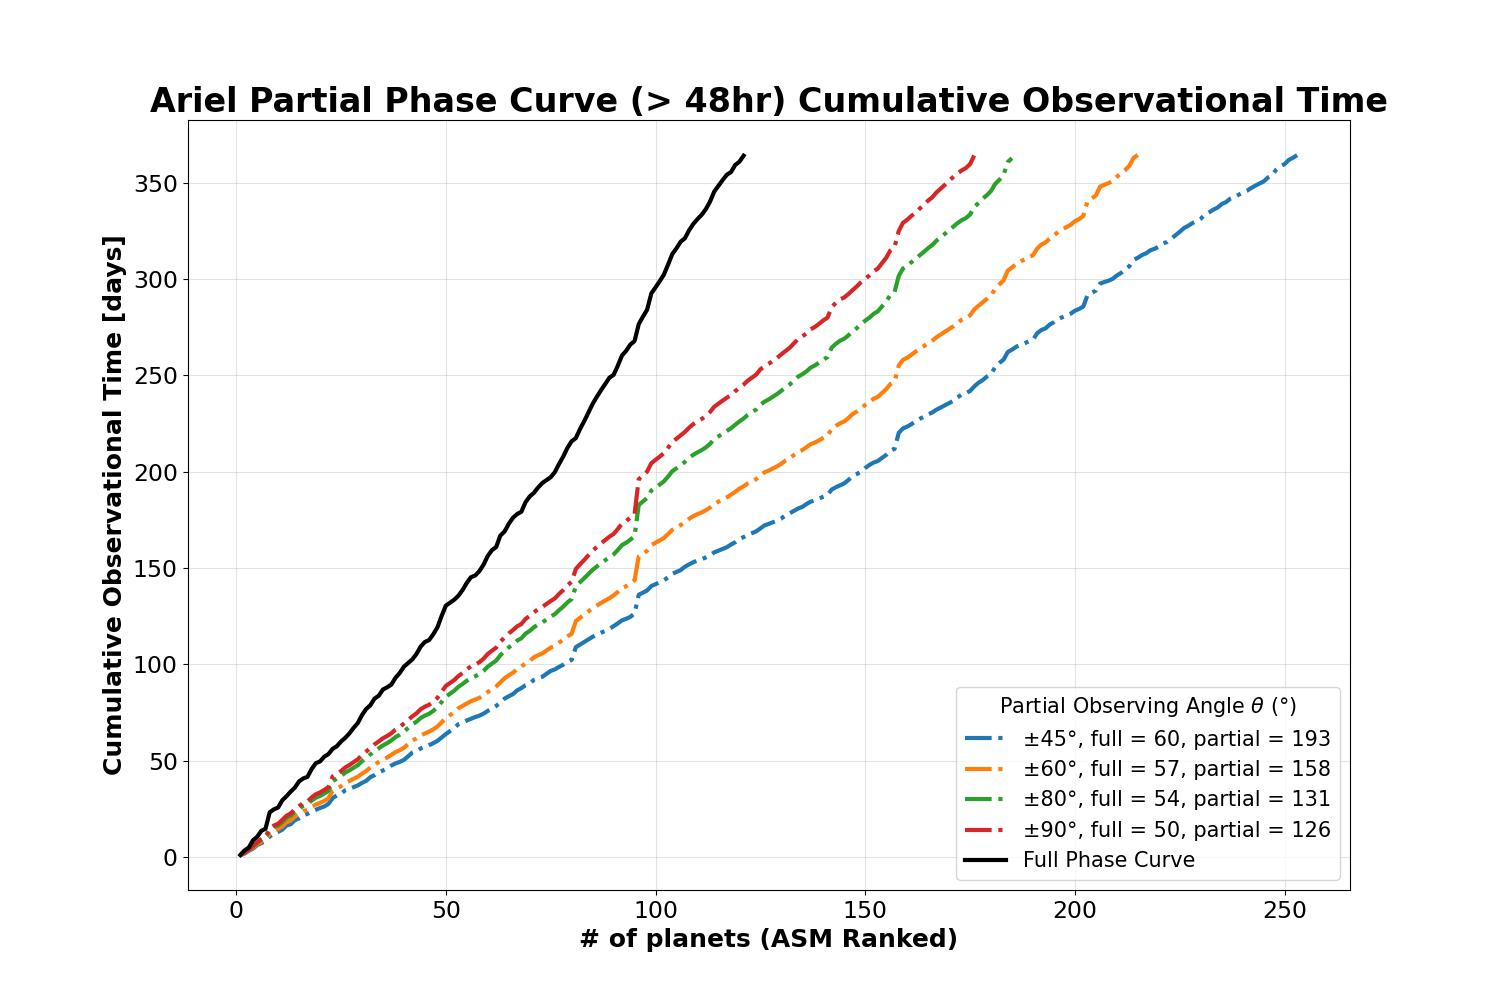 Ariel Partial Phase Curve (> 48hr) Cumulative Observational Time
Cumulative Observational Time [days]
350
300
250
200
150
100
50
0
Partial Observing Angle θ (°)
±45°, full = 60, partial = 193
±60°, full = 57, partial = 158
±80°, full = 54, partial = 131
±90°, full = 50, partial = 126
Full Phase Curve
0 50 100 150 200 250
# of planets (ASM Ranked)